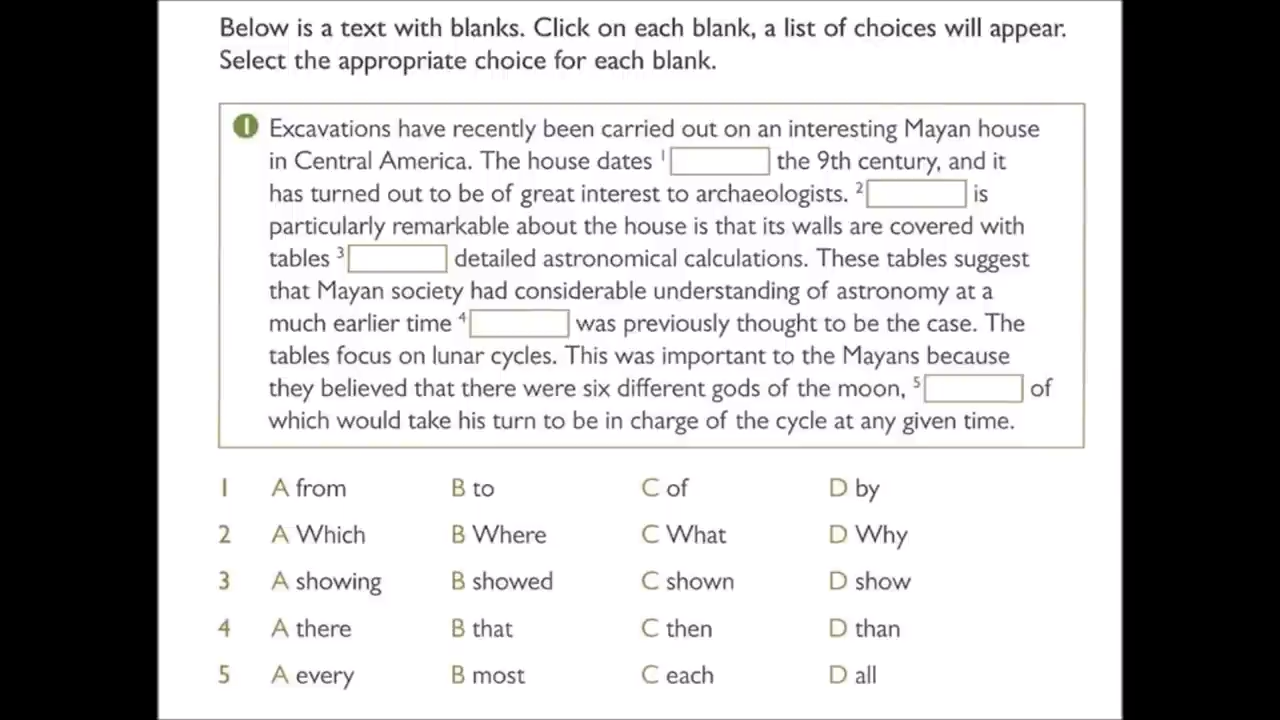 Below is a text with blanks. Click on each blank, a list of choices will appear.
Select the appropriate choice for each blank.
1 Excavations have recently been carried out on an interesting Mayan house
in Central America. The house dates 1 the 9th century, and it
has turned out to be of great interest to archaeologists. 2 is
particularly remarkable about the house is that its walls are covered with
tables 3 detailed astronomical calculations. These tables suggest
that Mayan society had considerable understanding of astronomy at a
much earlier time 4 was previously thought to be the case. The
tables focus on lunar cycles. This was important to the Mayans because
they believed that there were six different gods of the moon, 5 of
which would take his turn to be in charge of the cycle at any given time.
1 A from B to C of D by
2 A Which B Where C What D Why
3 A showing B showed C shown D show
4 A there B that C then D than
5 A every B most C each D all